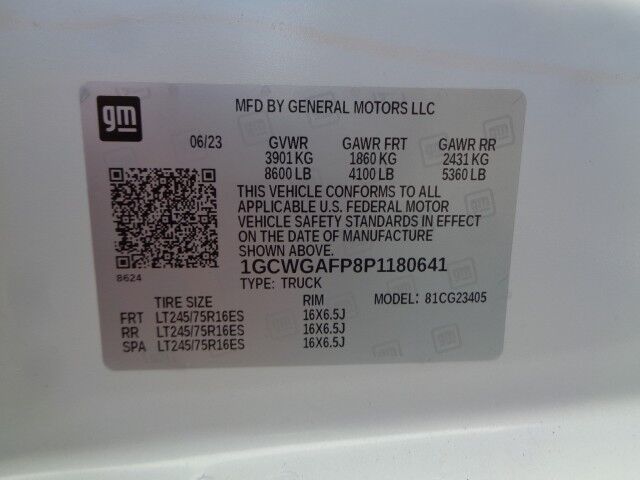 gm
MFD BY GENERAL MOTORS LLC
06/23 GVWR GAWR FRT GAWR RR
3901 KG 1860 KG 2431 KG
8600 LB 4100 LB 5360 LB
THIS VEHICLE CONFORMS TO ALL
APPLICABLE U.S. FEDERAL MOTOR
VEHICLE SAFETY STANDARDS IN EFFECT
ON THE DATE OF MANUFACTURE
SHOWN ABOVE.
8624
1GCWGAFP8P1180641
TYPE: TRUCK
TIRE SIZE RIM MODEL: 81CG23405
FRT LT245/75R16ES 16X6.5J
RR LT245/75R16ES 16X6.5J
SPA LT245/75R16ES 16X6.5J